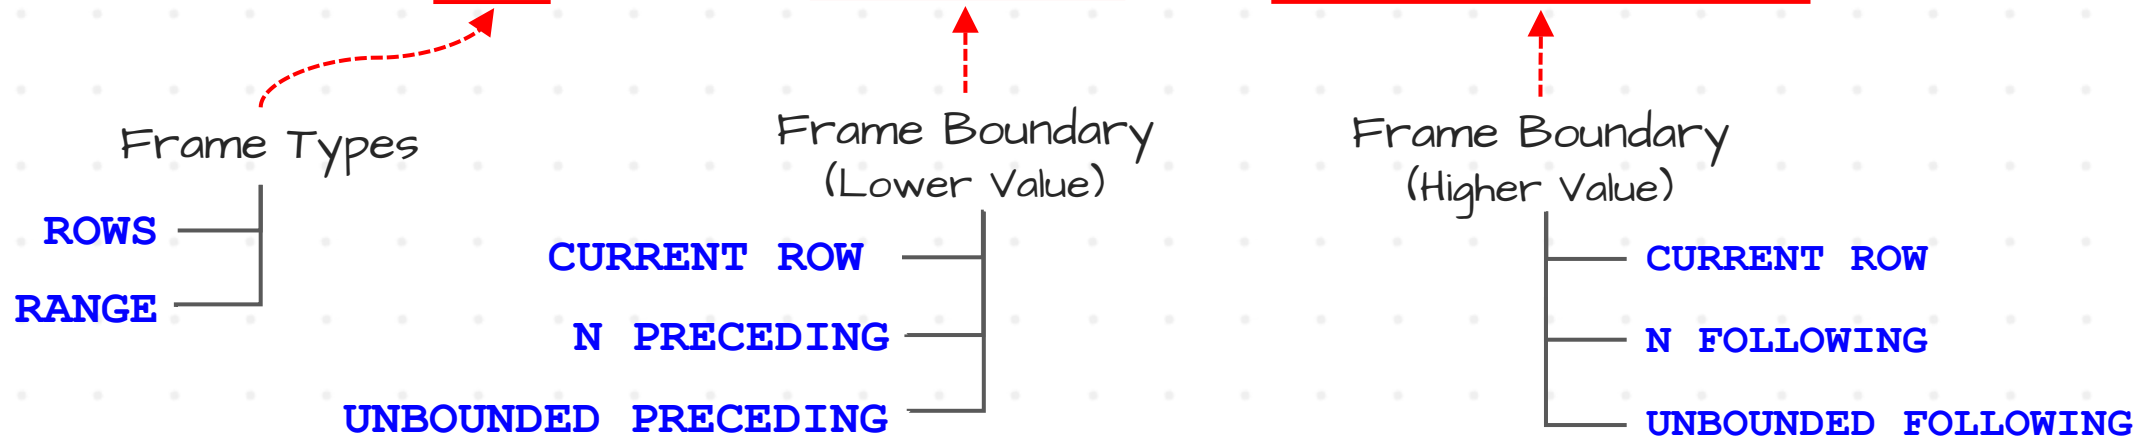 Frame Types
ROWS
RANGE
Frame Boundary
(Lower Value)
CURRENT ROW
N PRECEDING
UNBOUNDED PRECEDING
Frame Boundary
(Higher Value)
CURRENT ROW
N FOLLOWING
UNBOUNDED FOLLOWING